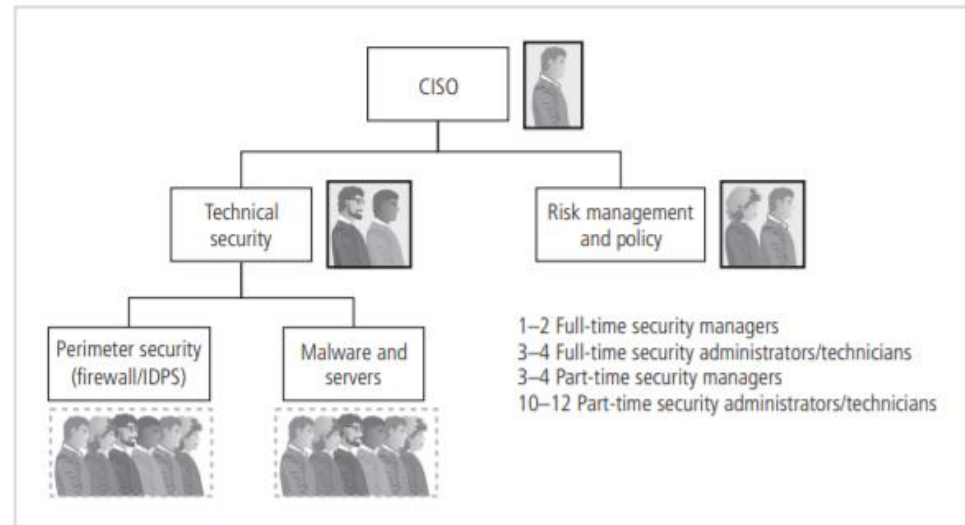 CISO
Technical
security
Risk management
and policy
Perimeter security
(firewall/IDPS)
Malware and
servers
1–2 Full-time security managers
3–4 Full-time security administrators/technicians
3–4 Part-time security managers
10–12 Part-time security administrators/technicians